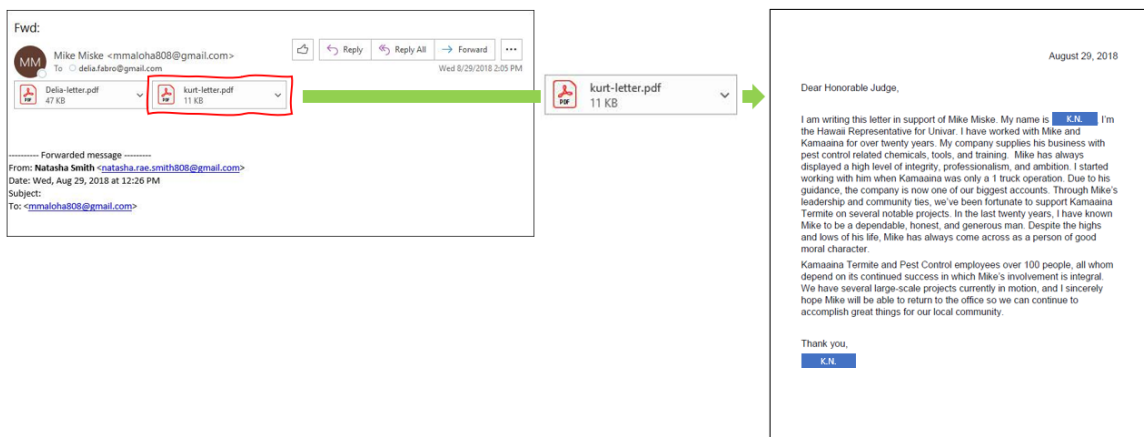 Fwd:
MM
Mike Miske <mmaloha808@gmail.com>
To delia.fabro@gmail.com
Reply
Reply All
Forward
Wed 8/29/2018 2:05 PM
PDF
Delia-letter.pdf
47 KB
PDF
kurt-letter.pdf
11 KB
---------- Forwarded message ---------
From: Natasha Smith <natasha.rae.smith808@gmail.com>
Date: Wed, Aug 29, 2018 at 12:26 PM
Subject:
To: <mmaloha808@gmail.com>
PDF
kurt-letter.pdf
11 KB
August 29, 2018
Dear Honorable Judge,
I am writing this letter in support of Mike Miske. My name is K.N. I'm
the Hawaii Representative for Univar. I have worked with Mike and
Kamaaina for over twenty years. My company supplies his business with
pest control related chemicals, tools, and training. Mike has always
displayed a high level of integrity, professionalism, and ambition. I started
working with him when Kamaaina was only a 1 truck operation. Due to his
guidance, the company is now one of our biggest accounts. Through Mike's
leadership and community ties, we've been fortunate to support Kamaaina
Termite on several notable projects. In the last twenty years, I have known
Mike to be a dependable, honest, and generous man. Despite the highs
and lows of his life, Mike has always come across as a person of good
moral character.
Kamaaina Termite and Pest Control employees over 100 people, all whom
depend on its continued success in which Mike's involvement is integral.
We have several large-scale projects currently in motion, and I sincerely
hope Mike will be able to return to the office so we can continue to
accomplish great things for our local community.
Thank you,
K.N.